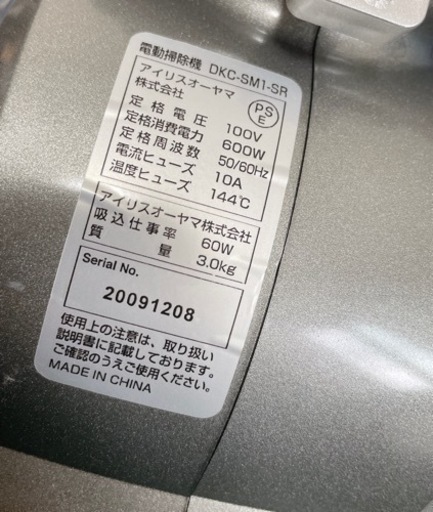 電動掃除機 DKC-SM1-SR
アイリスオーヤマ
株式会社
PS
E
定格電圧 100V
定格消費電力 600W
定格周波数 50/60Hz
電流ヒューズ 10A
温度ヒューズ 144℃
アイリスオーヤマ株式会社
吸込仕事率 60W
質量 3.0kg
Serial No.
20091208
使用上の注意は、取り扱い
説明書に記載しております。
ご確認のうえご使用ください。
MADE IN CHINA